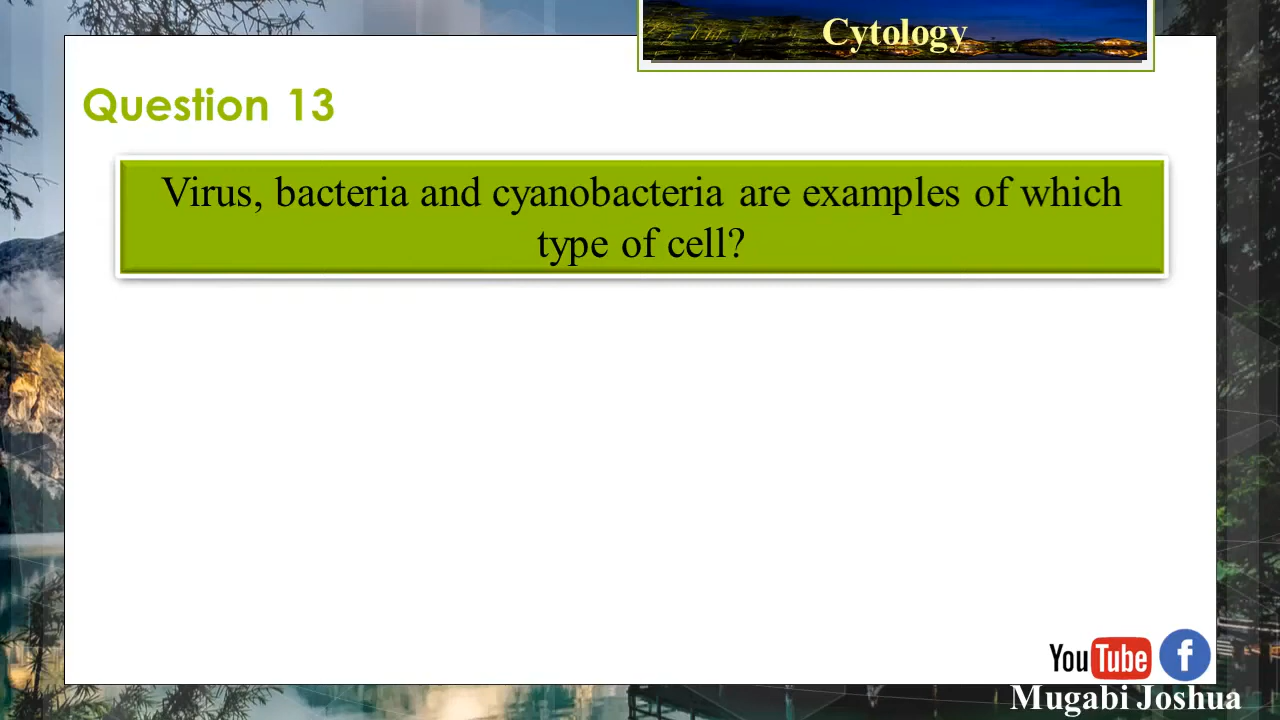 Cytology
Question 13
Virus, bacteria and cyanobacteria are examples of which
type of cell?
YouTube f
Mugabi Joshua